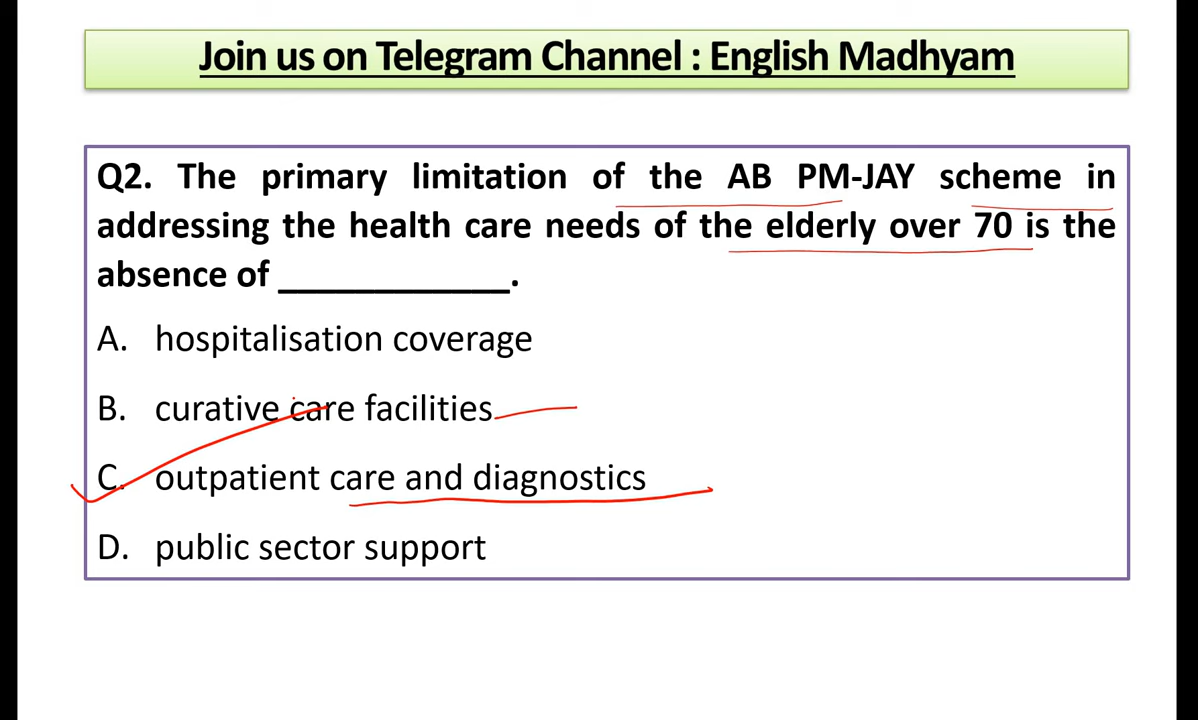 Join us on Telegram Channel : English Madhyam
Q2. The primary limitation of the AB PM-JAY scheme in
addressing the health care needs of the elderly over 70 is the
absence of ____________.
A. hospitalisation coverage
B. curative care facilities
C. outpatient care and diagnostics
D. public sector support